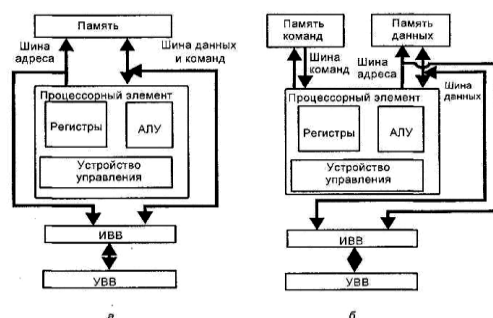 Память
Шина
адреса
Шина данных
и команд
Процессорный элемент
Регистры
АЛУ
Устройство
управления
ИВВ
УВВ
а
Память
команд
Память
данных
Шина
команд
Шина
адреса
Шина
данных
Процессорный элемент
Регистры
АЛУ
Устройство
управления
ИВВ
УВВ
б